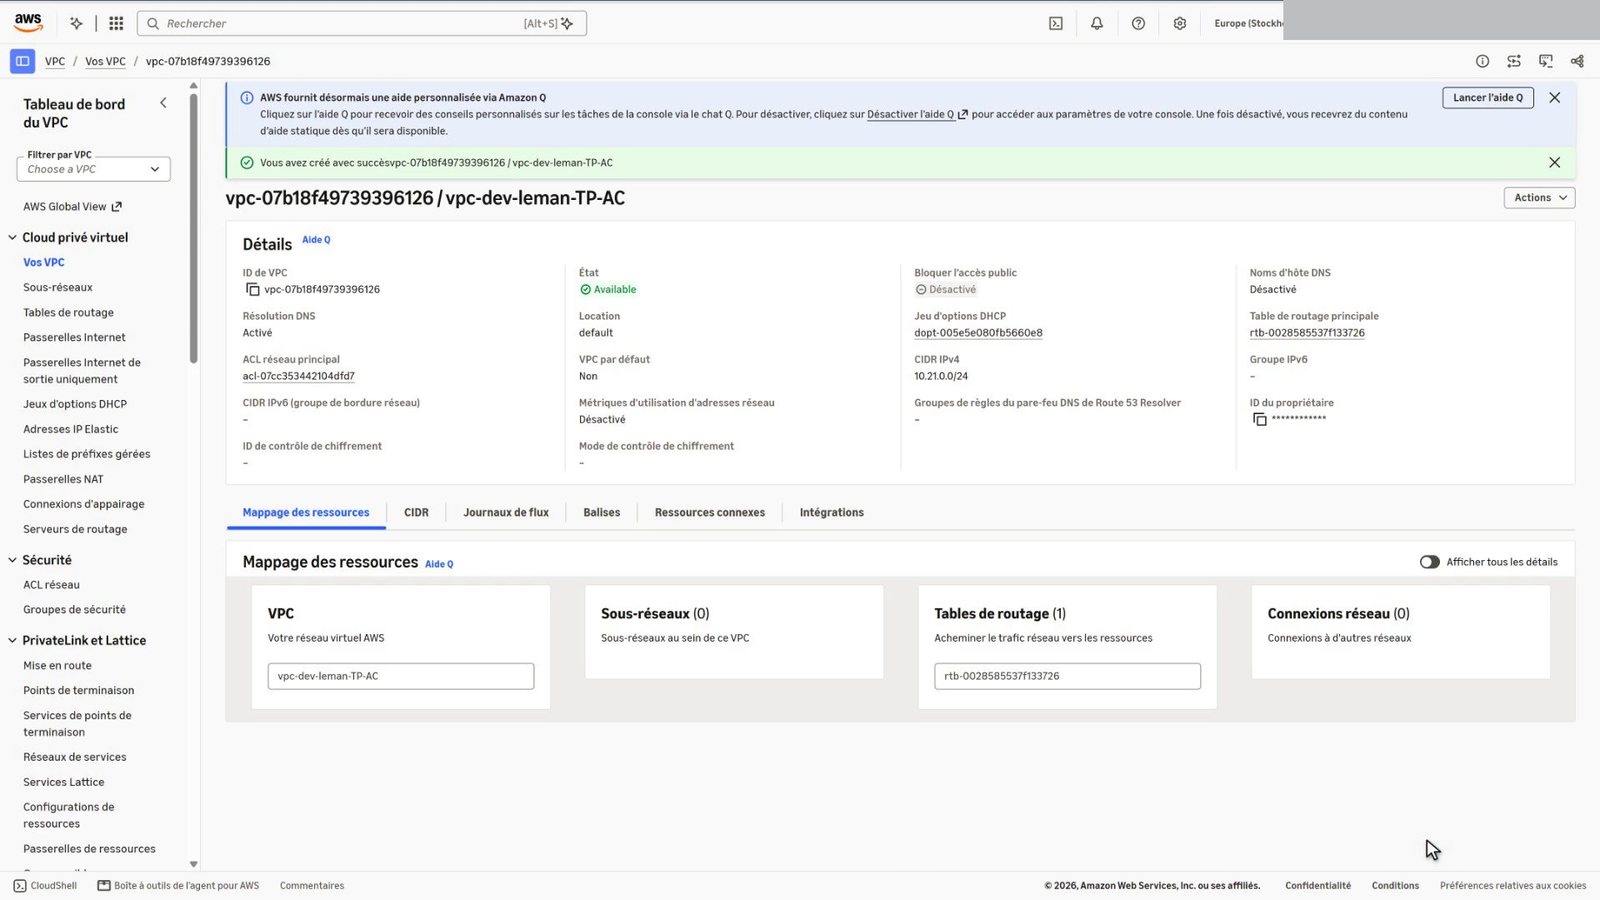 aws
Rechercher
[Alt+S]
Europe (Stockh
VPC / Vos VPC / vpc-07b18f49739396126
Tableau de bord
du VPC
Filtrer par VPC
Choose a VPC
AWS Global View
Cloud privé virtuel
Vos VPC
Sous-réseaux
Tables de routage
Passerelles Internet
Passerelles Internet de
sortie uniquement
Jeux d'options DHCP
Adresses IP Elastic
Listes de préfixes gérées
Passerelles NAT
Connexions d'appairage
Serveurs de routage
Sécurité
ACL réseau
Groupes de sécurité
PrivateLink et Lattice
Mise en route
Points de terminaison
Services de points de
terminaison
Réseaux de services
Services Lattice
Configurations de
ressources
Passerelles de ressources
AWS fournit désormais une aide personnalisée via Amazon Q
Cliquez sur l'aide Q pour recevoir des conseils personnalisés sur les tâches de la console via le chat Q. Pour désactiver, cliquez sur Désactiver l'aide Q pour accéder aux paramètres de votre console. Une fois désactivé, vous recevrez du contenu
d'aide statique dès qu'il sera disponible.
Lancer l'aide Q
Vous avez créé avec succèsvpc-07b18f49739396126 / vpc-dev-leman-TP-AC
vpc-07b18f49739396126 / vpc-dev-leman-TP-AC
Actions
Détails Aide Q
ID de VPC
vpc-07b18f49739396126
État
Available
Bloquer l'accès public
Désactivé
Noms d'hôte DNS
Désactivé
Résolution DNS
Activé
Location
default
Jeu d'options DHCP
dopt-005e5e080fb5660e8
Table de routage principale
rtb-0028585537f133726
ACL réseau principal
acl-07cc353442104dfd7
VPC par défaut
Non
CIDR IPv4
10.21.0.0/24
Groupe IPv6
–
CIDR IPv6 (groupe de bordure réseau)
–
Métriques d'utilisation d'adresses réseau
Désactivé
Groupes de règles du pare-feu DNS de Route 53 Resolver
–
ID du propriétaire
************
ID de contrôle de chiffrement
–
Mode de contrôle de chiffrement
–
Mappage des ressources
CIDR
Journaux de flux
Balises
Ressources connexes
Intégrations
Mappage des ressources Aide Q
Afficher tous les détails
VPC
Votre réseau virtuel AWS
vpc-dev-leman-TP-AC
Sous-réseaux (0)
Sous-réseaux au sein de ce VPC
Tables de routage (1)
Acheminer le trafic réseau vers les ressources
rtb-0028585537f133726
Connexions réseau (0)
Connexions à d'autres réseaux
CloudShell
Boîte à outils de l'agent pour AWS
Commentaires
© 2026, Amazon Web Services, Inc. ou ses affiliés.
Confidentialité
Conditions
Préférences relatives aux cookies